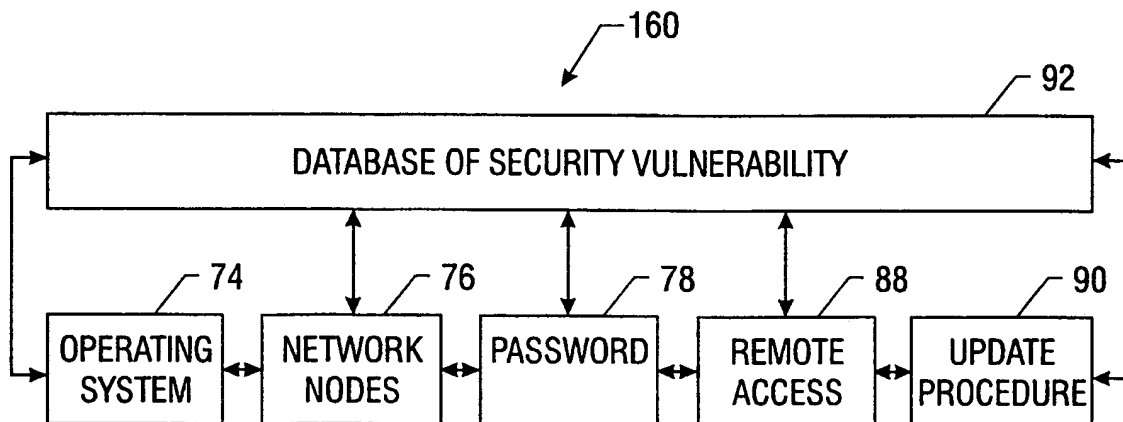 160
92
DATABASE OF SECURITY VULNERABILITY
74
76
78
88
90
OPERATING
SYSTEM
NETWORK
NODES
PASSWORD
REMOTE
ACCESS
UPDATE
PROCEDURE